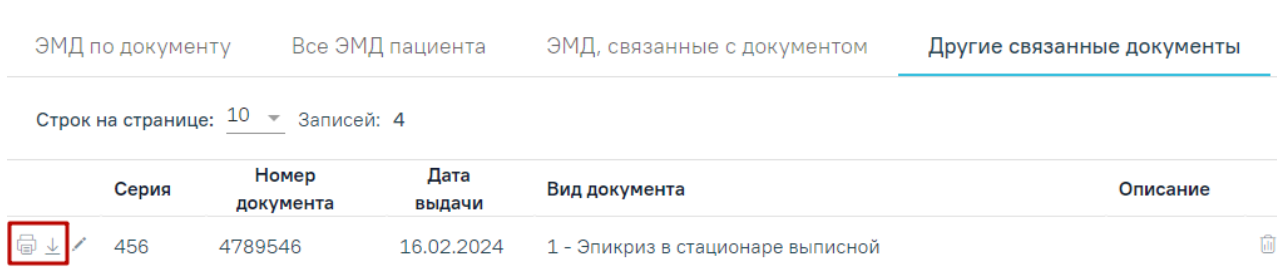 ЭМД по документу Все ЭМД пациента ЭМД, связанные с документом Другие связанные документы
Строк на странице: 10 Записей: 4
Серия Номер документа Дата выдачи Вид документа Описание
456 4789546 16.02.2024 1 - Эпикриз в стационаре выписной